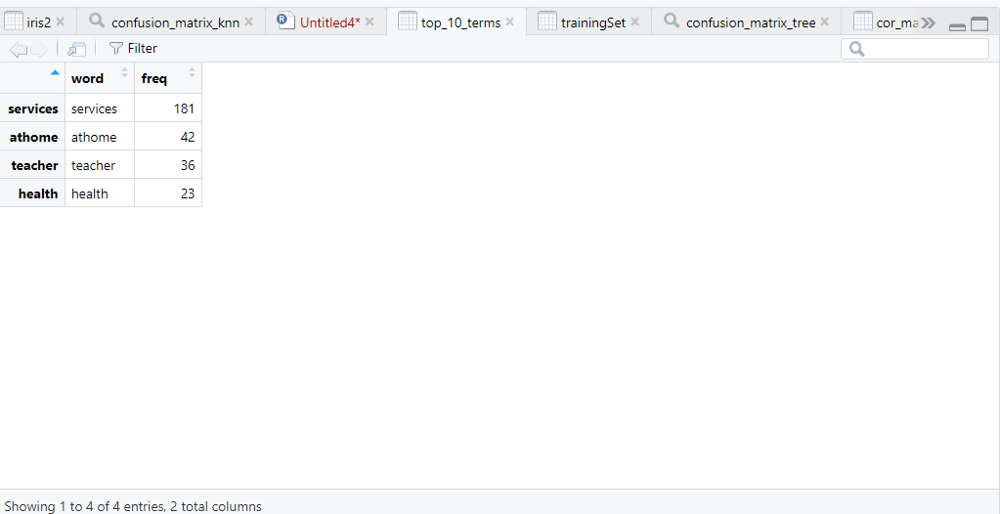 iris2 confusion_matrix_knn Untitled4* top_10_terms trainingSet confusion_matrix_tree cor_ma
Filter
word freq
services services 181
athome athome 42
teacher teacher 36
health health 23
Showing 1 to 4 of 4 entries, 2 total columns